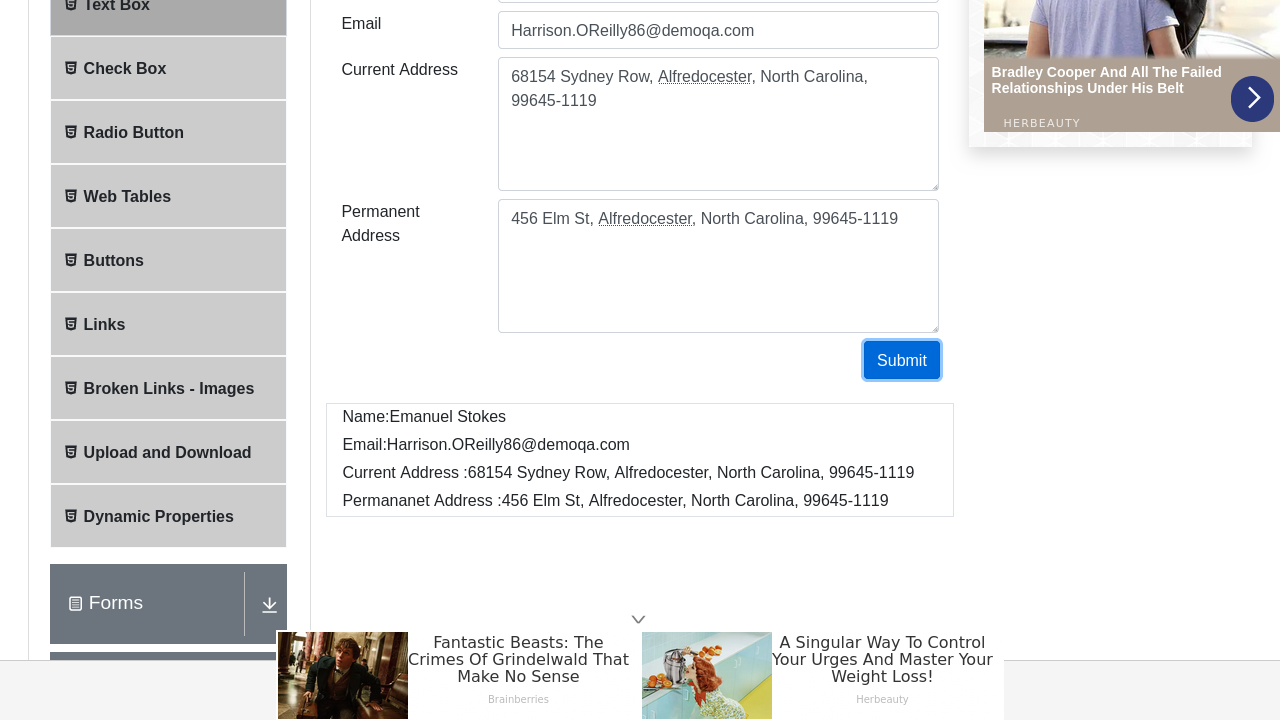 Text Box
Check Box
Radio Button
Web Tables
Buttons
Links
Broken Links - Images
Upload and Download
Dynamic Properties
Forms
Email
Harrison.OReilly86@demoqa.com
Current Address
68154 Sydney Row, Alfredocester, North Carolina,
99645-1119
Permanent
Address
456 Elm St, Alfredocester, North Carolina, 99645-1119
Submit
Name:Emanuel Stokes
Email:Harrison.OReilly86@demoqa.com
Current Address :68154 Sydney Row, Alfredocester, North Carolina, 99645-1119
Permananet Address :456 Elm St, Alfredocester, North Carolina, 99645-1119
Bradley Cooper And All The Failed
Relationships Under His Belt
HERBEAUTY
Fantastic Beasts: The
Crimes Of Grindelwald That
Make No Sense
Brainberries
A Singular Way To Control
Your Urges And Master Your
Weight Loss!
Herbeauty